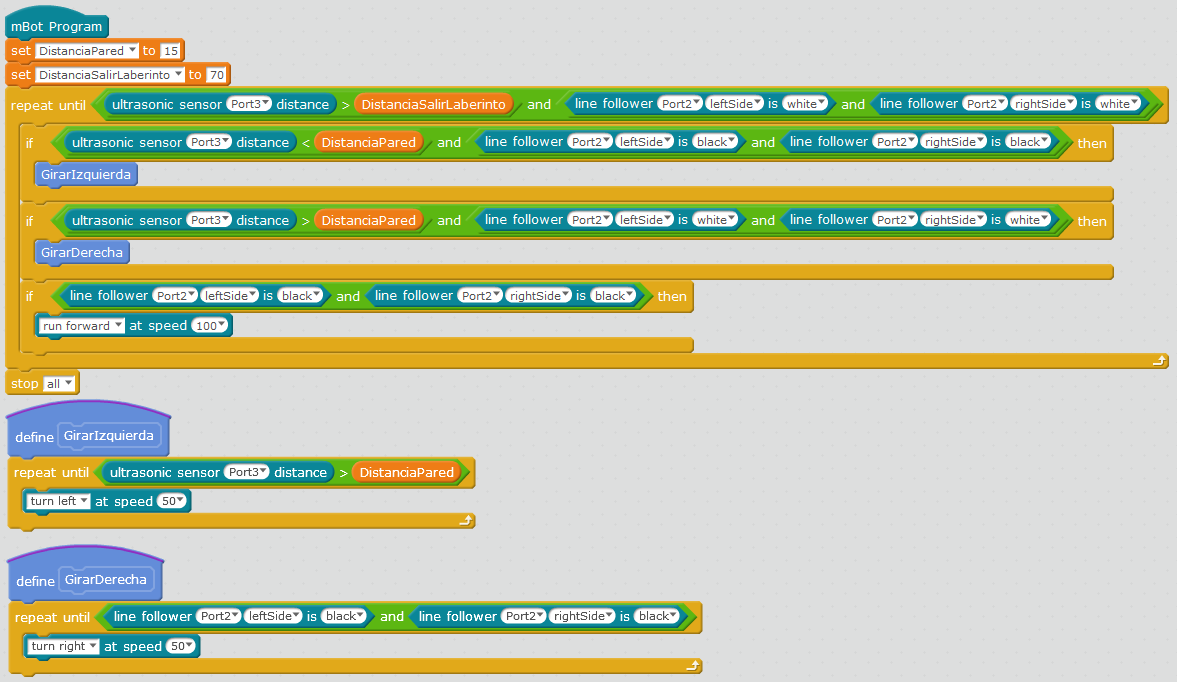 mBot Program
set DistanciaPared to 15
set DistanciaSalirLaberinto to 70
repeat until ultrasonic sensor Port3 distance > DistanciaSalirLaberinto and line follower Port2 leftSide is white and line follower Port2 rightSide is white
if ultrasonic sensor Port3 distance < DistanciaPared and line follower Port2 leftSide is black and line follower Port2 rightSide is black then
GirarIzquierda
if ultrasonic sensor Port3 distance > DistanciaPared and line follower Port2 leftSide is white and line follower Port2 rightSide is white then
GirarDerecha
if line follower Port2 leftSide is black and line follower Port2 rightSide is black then
run forward at speed 100
stop all
define GirarIzquierda
repeat until ultrasonic sensor Port3 distance > DistanciaPared
turn left at speed 50
define GirarDerecha
repeat until line follower Port2 leftSide is black and line follower Port2 rightSide is black
turn right at speed 50